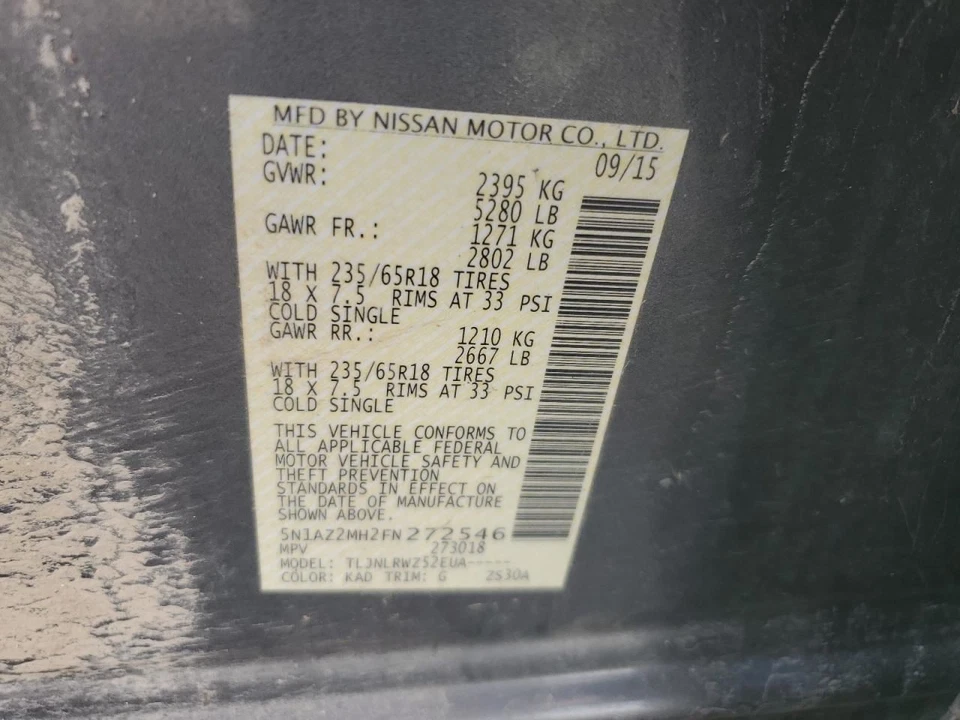 MFD BY NISSAN MOTOR CO., LTD.
DATE: 09/15
GVWR: 2395 KG
5280 LB
GAWR FR.: 1271 KG
2802 LB
WITH 235/65R18 TIRES
18 X 7.5 RIMS AT 33 PSI
COLD SINGLE
GAWR RR.: 1210 KG
2667 LB
WITH 235/65R18 TIRES
18 X 7.5 RIMS AT 33 PSI
COLD SINGLE
THIS VEHICLE CONFORMS TO
ALL APPLICABLE FEDERAL
MOTOR VEHICLE SAFETY AND
THEFT PREVENTION
STANDARDS IN EFFECT ON
THE DATE OF MANUFACTURE
SHOWN ABOVE.
5N1AZ2MH2FN272546
MPV 273018
MODEL: TLJNLRWZ52EUA-----
COLOR: KAD TRIM: G 2S30A